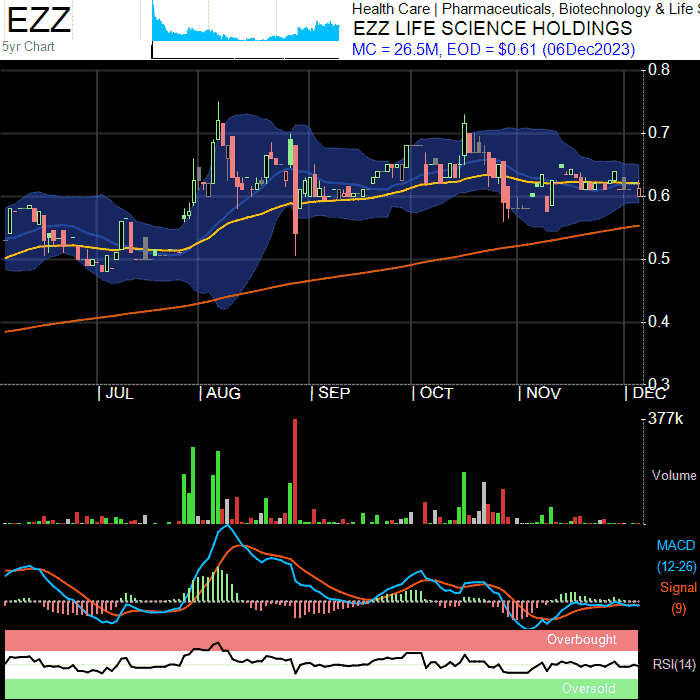 EZZ
5yr Chart
Health Care | Pharmaceuticals, Biotechnology & Life S
EZZ LIFE SCIENCE HOLDINGS
MC = 26.5M, EOD = $0.61 (06Dec2023)
0.8
0.7
0.6
0.5
0.4
0.3
| JUL | AUG | SEP | OCT | NOV | DEC
377k
Volume
MACD
(12-26)
Signal
(9)
Overbought
RSI(14)
Oversold